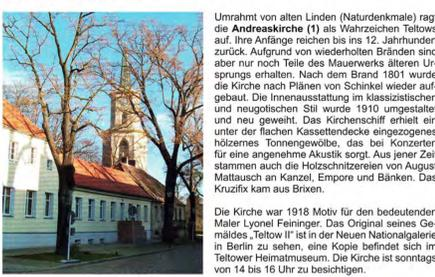 Umrahmt von alten Linden (Naturdenkmale) ragt
die Andreaskirche (1) als Wahrzeichen Teltows
auf. Ihre Anfänge reichen bis ins 12. Jahrhundert
zurück. Aufgrund von wiederholten Bränden sind
aber nur noch Teile des Mauerwerks älteren Ur-
sprungs erhalten. Nach dem Brand 1801 wurde
die Kirche nach Plänen von Schinkel wieder auf-
gebaut. Die Innenausstattung im klassizistischen
und neugotischen Stil wurde 1910 umgestaltet
und neu geweiht. Das Kirchenschiff erhielt ein
unter der flachen Kassettendecke eingezogenes
hölzernes Tonnengewölbe, das bei Konzerten
für eine angenehme Akustik sorgt. Aus jener Zeit
stammen auch die Holzschnitzereien von August
Mattausch an Kanzel, Empore und Bänken. Das
Kruzifix kam aus Brixen.
Die Kirche war 1918 Motiv für den bedeutenden
Maler Lyonel Feininger. Das Original seines Ge-
mäldes „Teltow II" ist in der Neuen Nationalgalerie
in Berlin zu sehen, eine Kopie befindet sich im
Teltower Heimatmuseum. Die Kirche ist sonntags
von 14 bis 16 Uhr zu besichtigen.